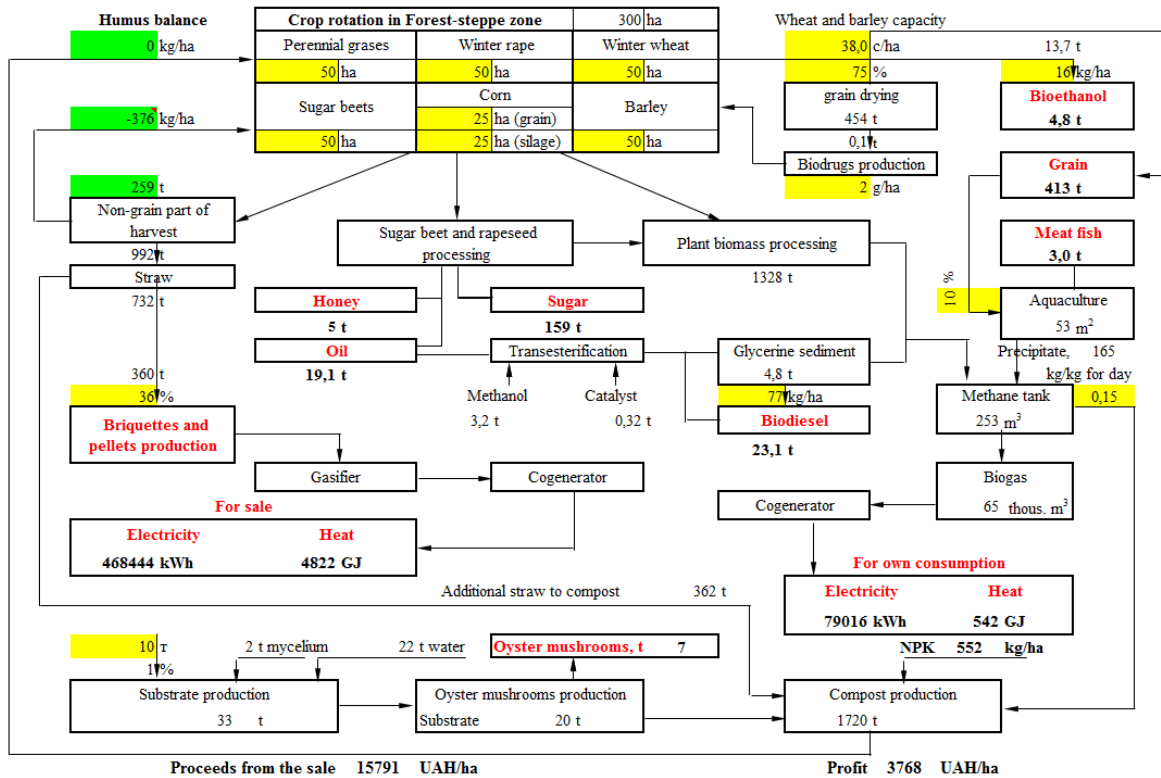 Humus balance
Crop rotation in Forest-steppe zone 300 ha
Wheat and barley capacity
0 kg/ha
Perennial grases
Winter rape
Winter wheat
38,0 c/ha
13,7 t
50 ha
50 ha
50 ha
75 %
16 kg/ha
Sugar beets
Corn
Barley
grain drying
454 t
Bioethanol
4,8 t
-376 kg/ha
25 ha (grain)
50 ha
25 ha (silage)
50 ha
0,1 t
Biodrugs production
2 g/ha
Grain
413 t
259 t
Non-grain part of
harvest
992 t
Straw
732 t
Sugar beet and rapeseed
processing
Plant biomass processing
1328 t
Meat fish
3,0 t
10 %
Aquaculture
53 m²
Honey
5 t
Sugar
159 t
Oil
19,1 t
Transesterification
Glycerine sediment
4,8 t
Precipitate, 165
kg/kg for day
360 t
36 %
Methanol
3,2 t
Catalyst
0,32 t
77 kg/ha
Biodiesel
23,1 t
Methane tank
253 m³
0,15
Briquettes and
pellets production
Gasifier
Cogenerator
Cogenerator
Biogas
65 thous. m³
For sale
Electricity Heat
468444 kWh 4822 GJ
For own consumption
Electricity Heat
79016 kWh 542 GJ
Additional straw to compost 362 t
10 т
1 %
2 t mycelium
22 t water
Oyster mushrooms, t 7
NPK 552 kg/ha
Substrate production
33 t
Oyster mushrooms production
Substrate 20 t
Compost production
1720 t
Proceeds from the sale 15791 UAH/ha
Profit 3768 UAH/ha